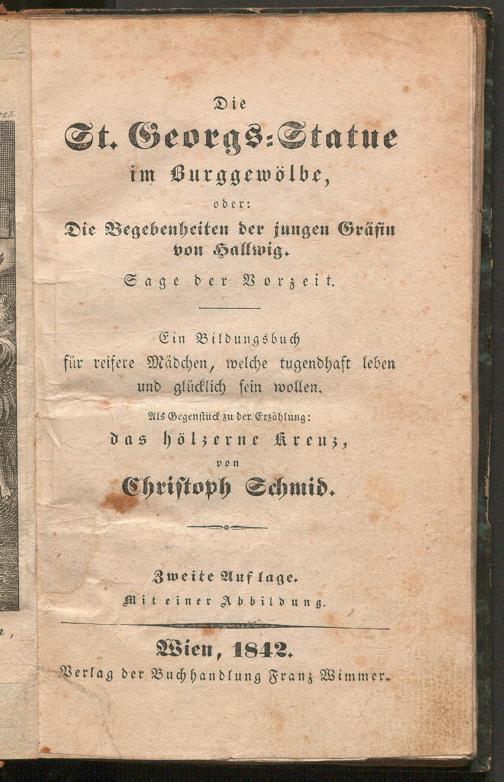 Die
St. Georgs-Statue
im Burggewölbe,
oder:
Die Begebenheiten der jungen Gräfin
von Hallwig.
Sage der Vorzeit.
Ein Bildungsbuch
für reifere Mädchen, welche tugendhaft leben
und glücklich sein wollen.
Als Gegenstück zu der Erzählung:
das hölzerne Kreuz,
von
Christoph Schmid.
Zweite Auflage.
Mit einer Abbildung.
Wien, 1842.
Verlag der Buchhandlung Franz Wimmer.